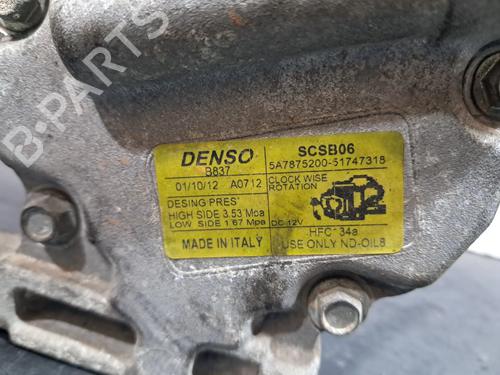 DENSO
B837
SCSB06
5A7875200-51747318
01/10/12 A0712
CLOCK WISE
ROTATION
DESING PRES'
HIGH SIDE 3.53 Mca
LOW SIDE 1.67 Mpa
DC 12V
HFC 134a
MADE IN ITALY
USE ONLY ND-OIL8
B-PARTS